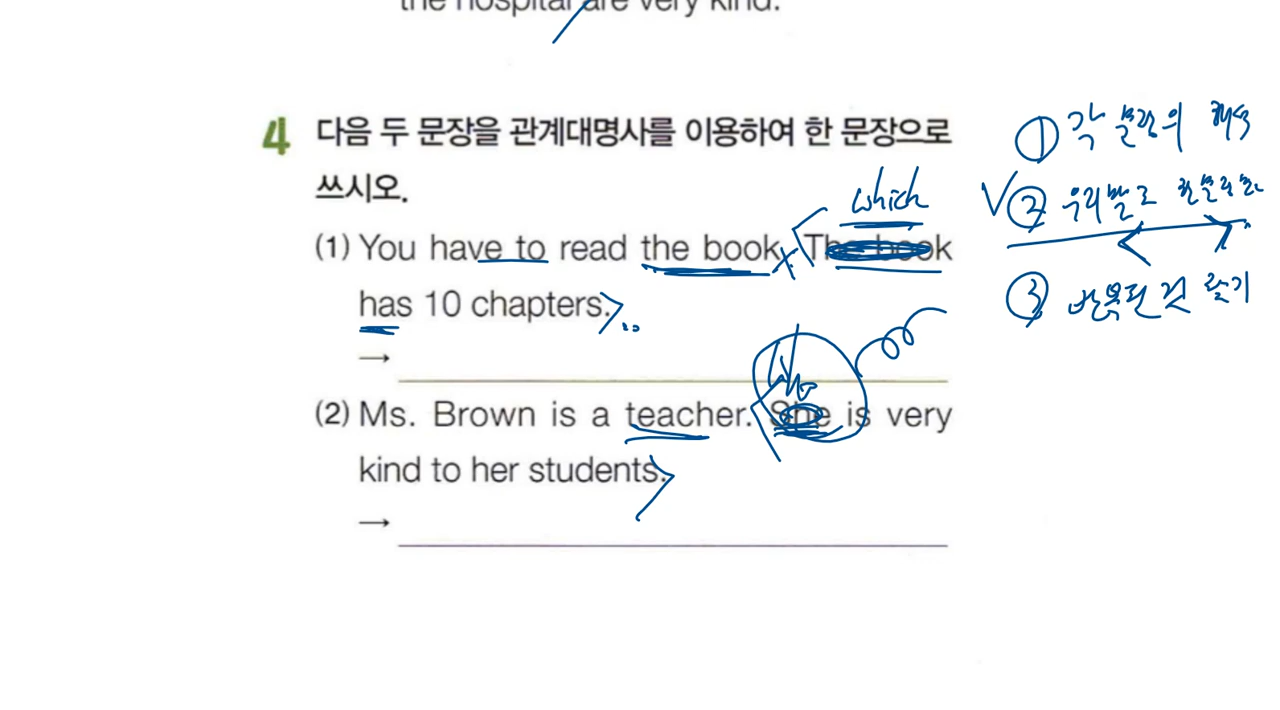 the hospital are very kind.
4 다음 두 문장을 관계대명사를 이용하여 한 문장으로
쓰시오.
which
(1) You have to read the book. The book
has 10 chapters.
→
who
(2) Ms. Brown is a teacher. She is very
kind to her students.
→
① 각 문장의 해석
② 우리말로
③ 반복된 것